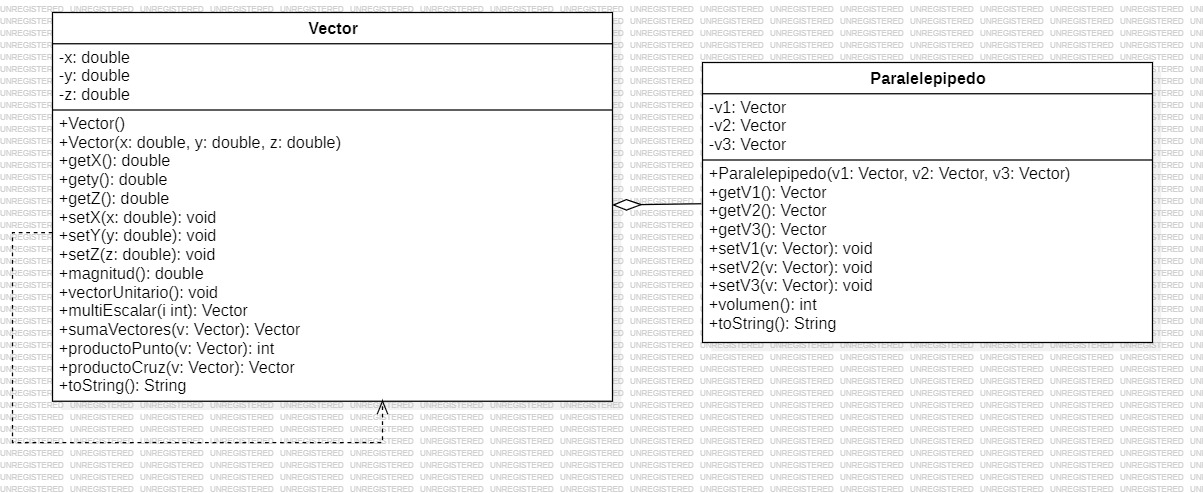 Vector
-x: double
-y: double
-z: double
+Vector()
+Vector(x: double, y: double, z: double)
+getX(): double
+gety(): double
+getZ(): double
+setX(x: double): void
+setY(y: double): void
+setZ(z: double): void
+magnitud(): double
+vectorUnitario(): void
+multiEscalar(i int): Vector
+sumaVectores(v: Vector): Vector
+productoPunto(v: Vector): int
+productoCruz(v: Vector): Vector
+toString(): String
Paralelepipedo
-v1: Vector
-v2: Vector
-v3: Vector
+Paralelepipedo(v1: Vector, v2: Vector, v3: Vector)
+getV1(): Vector
+getV2(): Vector
+getV3(): Vector
+setV1(v: Vector): void
+setV2(v: Vector): void
+setV3(v: Vector): void
+volumen(): int
+toString(): String
UNREGISTERED